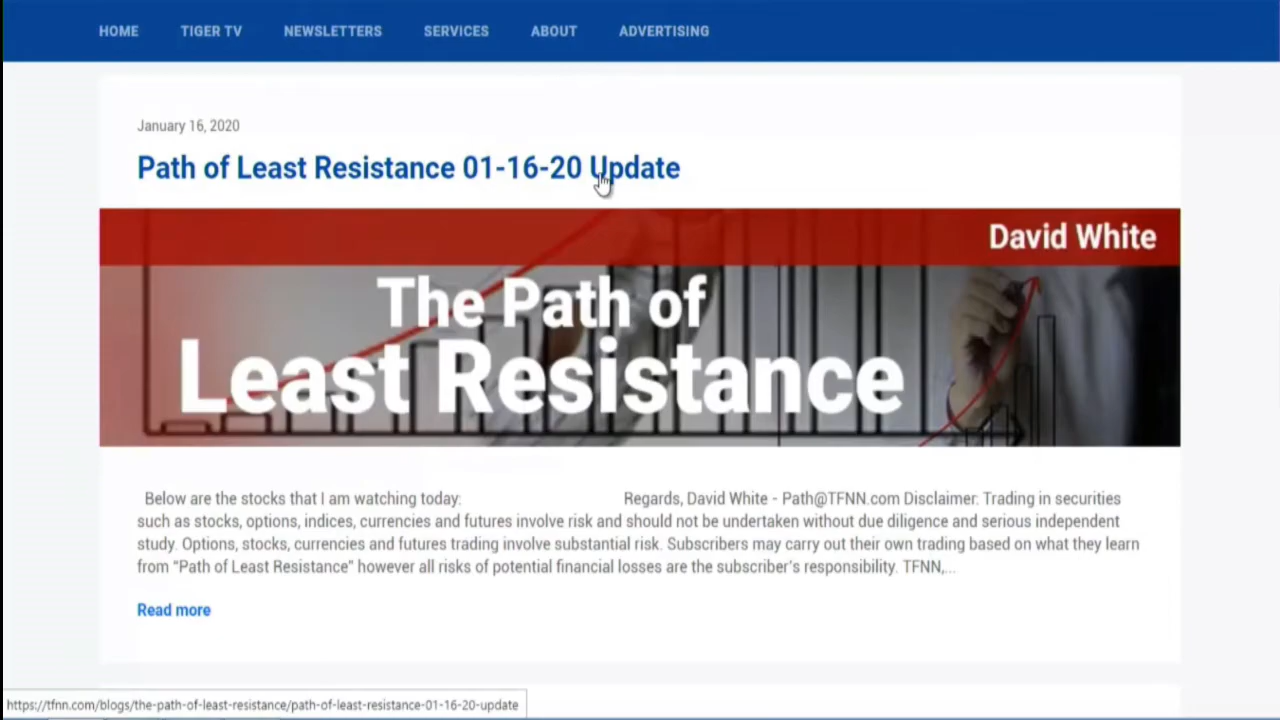 HOME TIGER TV NEWSLETTERS SERVICES ABOUT ADVERTISING
January 16, 2020
Path of Least Resistance 01-16-20 Update
David White
The Path of
Least Resistance
Below are the stocks that I am watching today: Regards, David White - Path@TFNN.com Disclaimer: Trading in securities
such as stocks, options, indices, currencies and futures involve risk and should not be undertaken without due diligence and serious independent
study. Options, stocks, currencies and futures trading involve substantial risk. Subscribers may carry out their own trading based on what they learn
from “Path of Least Resistance” however all risks of potential financial losses are the subscriber’s responsibility. TFNN,...
Read more
https://tfnn.com/blogs/the-path-of-least-resistance/path-of-least-resistance-01-16-20-update